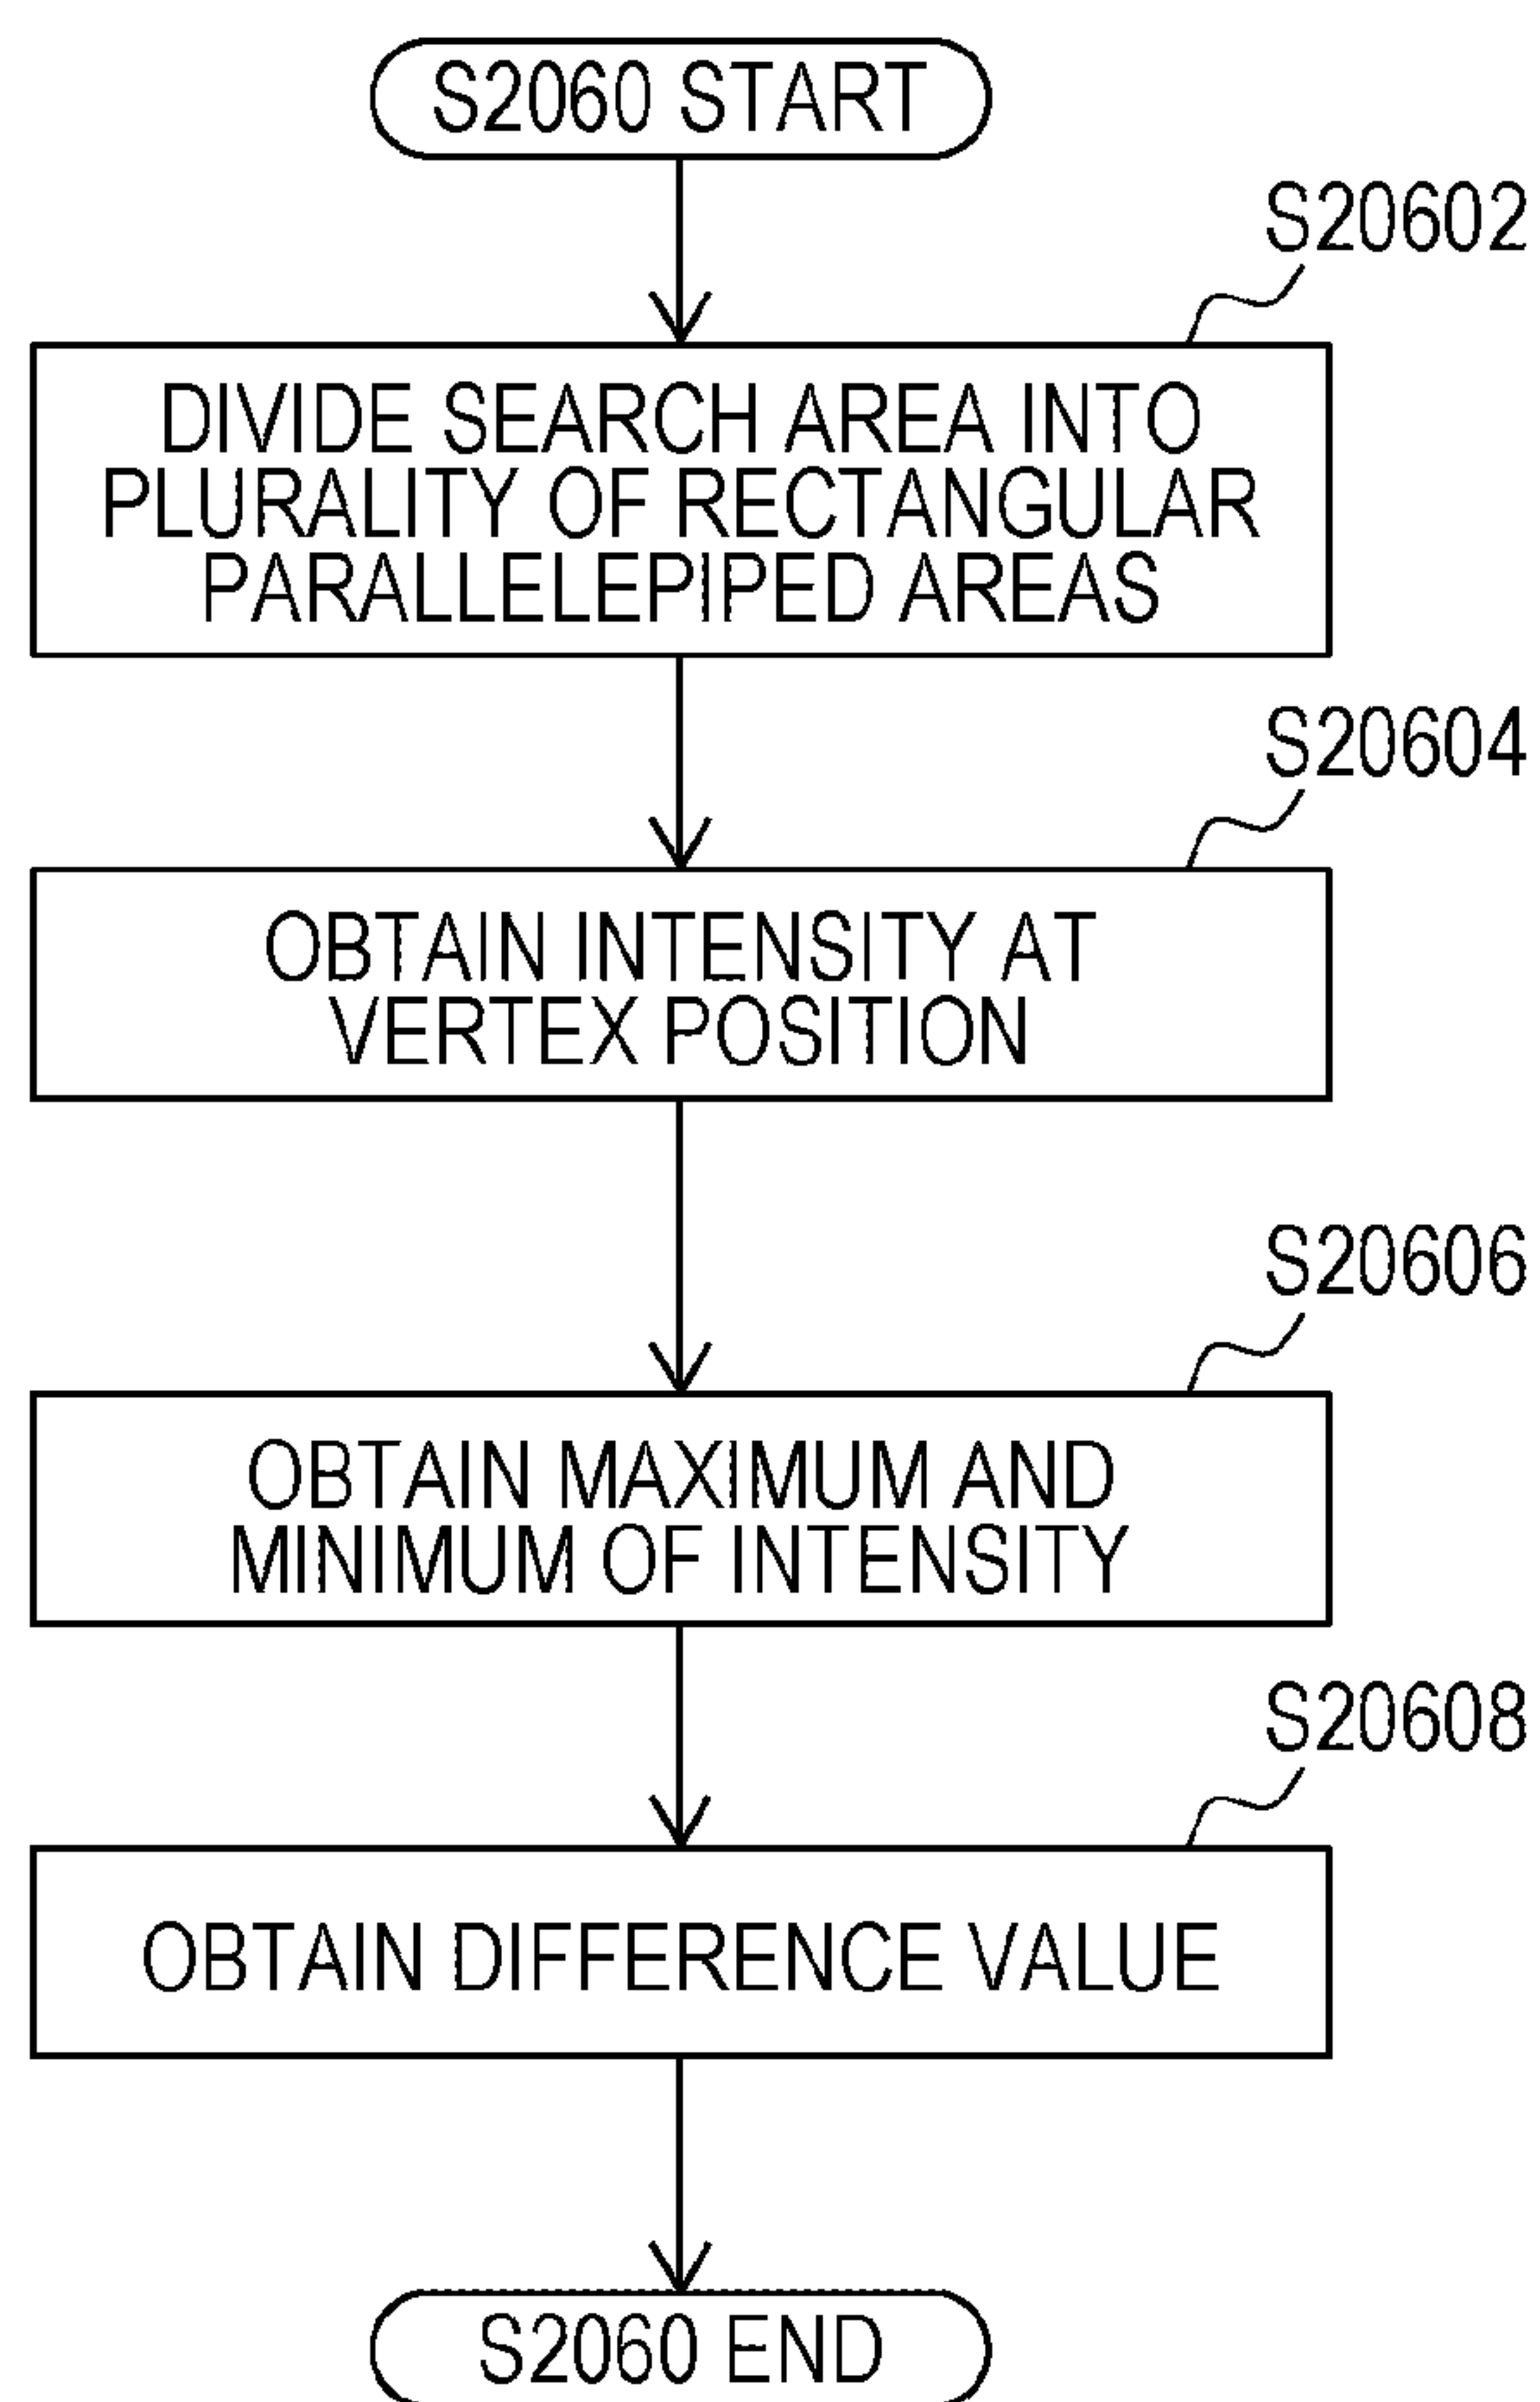 S2060 START
S20602
DIVIDE SEARCH AREA INTO
PLURALITY OF RECTANGULAR
PARALLELEPIPED AREAS
S20604
OBTAIN INTENSITY AT
VERTEX POSITION
S20606
OBTAIN MAXIMUM AND
MINIMUM OF INTENSITY
S20608
OBTAIN DIFFERENCE VALUE
S2060 END